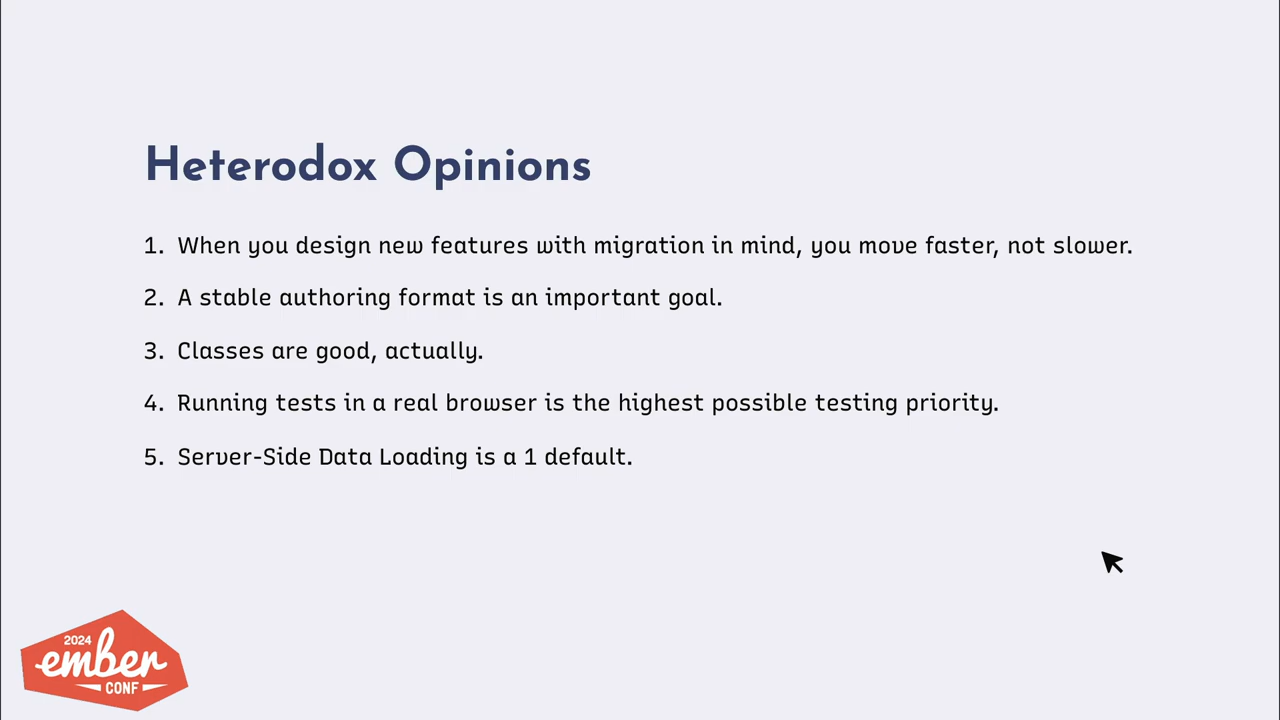 Heterodox Opinions
1. When you design new features with migration in mind, you move faster, not slower.
2. A stable authoring format is an important goal.
3. Classes are good, actually.
4. Running tests in a real browser is the highest possible testing priority.
5. Server-Side Data Loading is a 1 default.
2024
ember
CONF